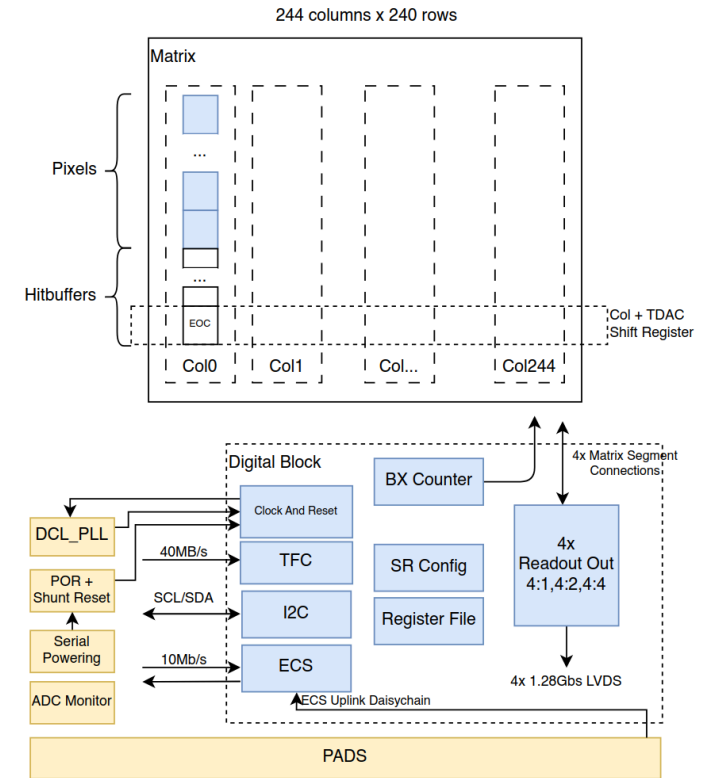 244 columns x 240 rows
Matrix
Pixels
...
...
Hitbuffers
EOC
Col + TDAC
Shift Register
Col0
Col1
Col...
Col244
Digital Block
4x Matrix Segment
Connections
BX Counter
Clock And Reset
DCL_PLL
40MB/s
TFC
SR Config
4x
Readout Out
4:1,4:2,4:4
POR +
Shunt Reset
SCL/SDA
I2C
Register File
Serial
Powering
10Mb/s
ECS
4x 1.28Gbs LVDS
ADC Monitor
ECS Uplink Daisychain
PADS